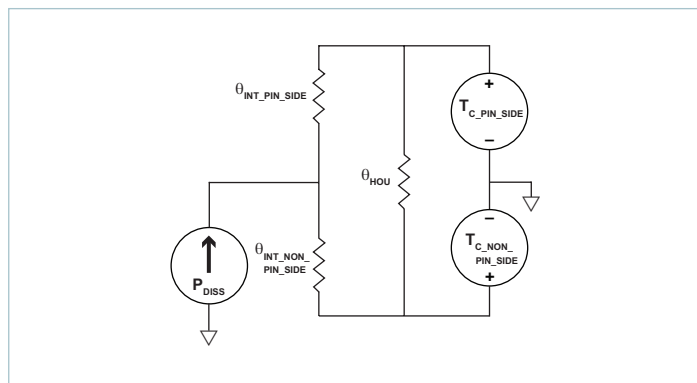 θINT_PIN_SIDE
+
TC_PIN_SIDE
−
θHOU
−
θINT_NON_
PIN_SIDE
TC_NON_
PIN_SIDE
+
PDISS